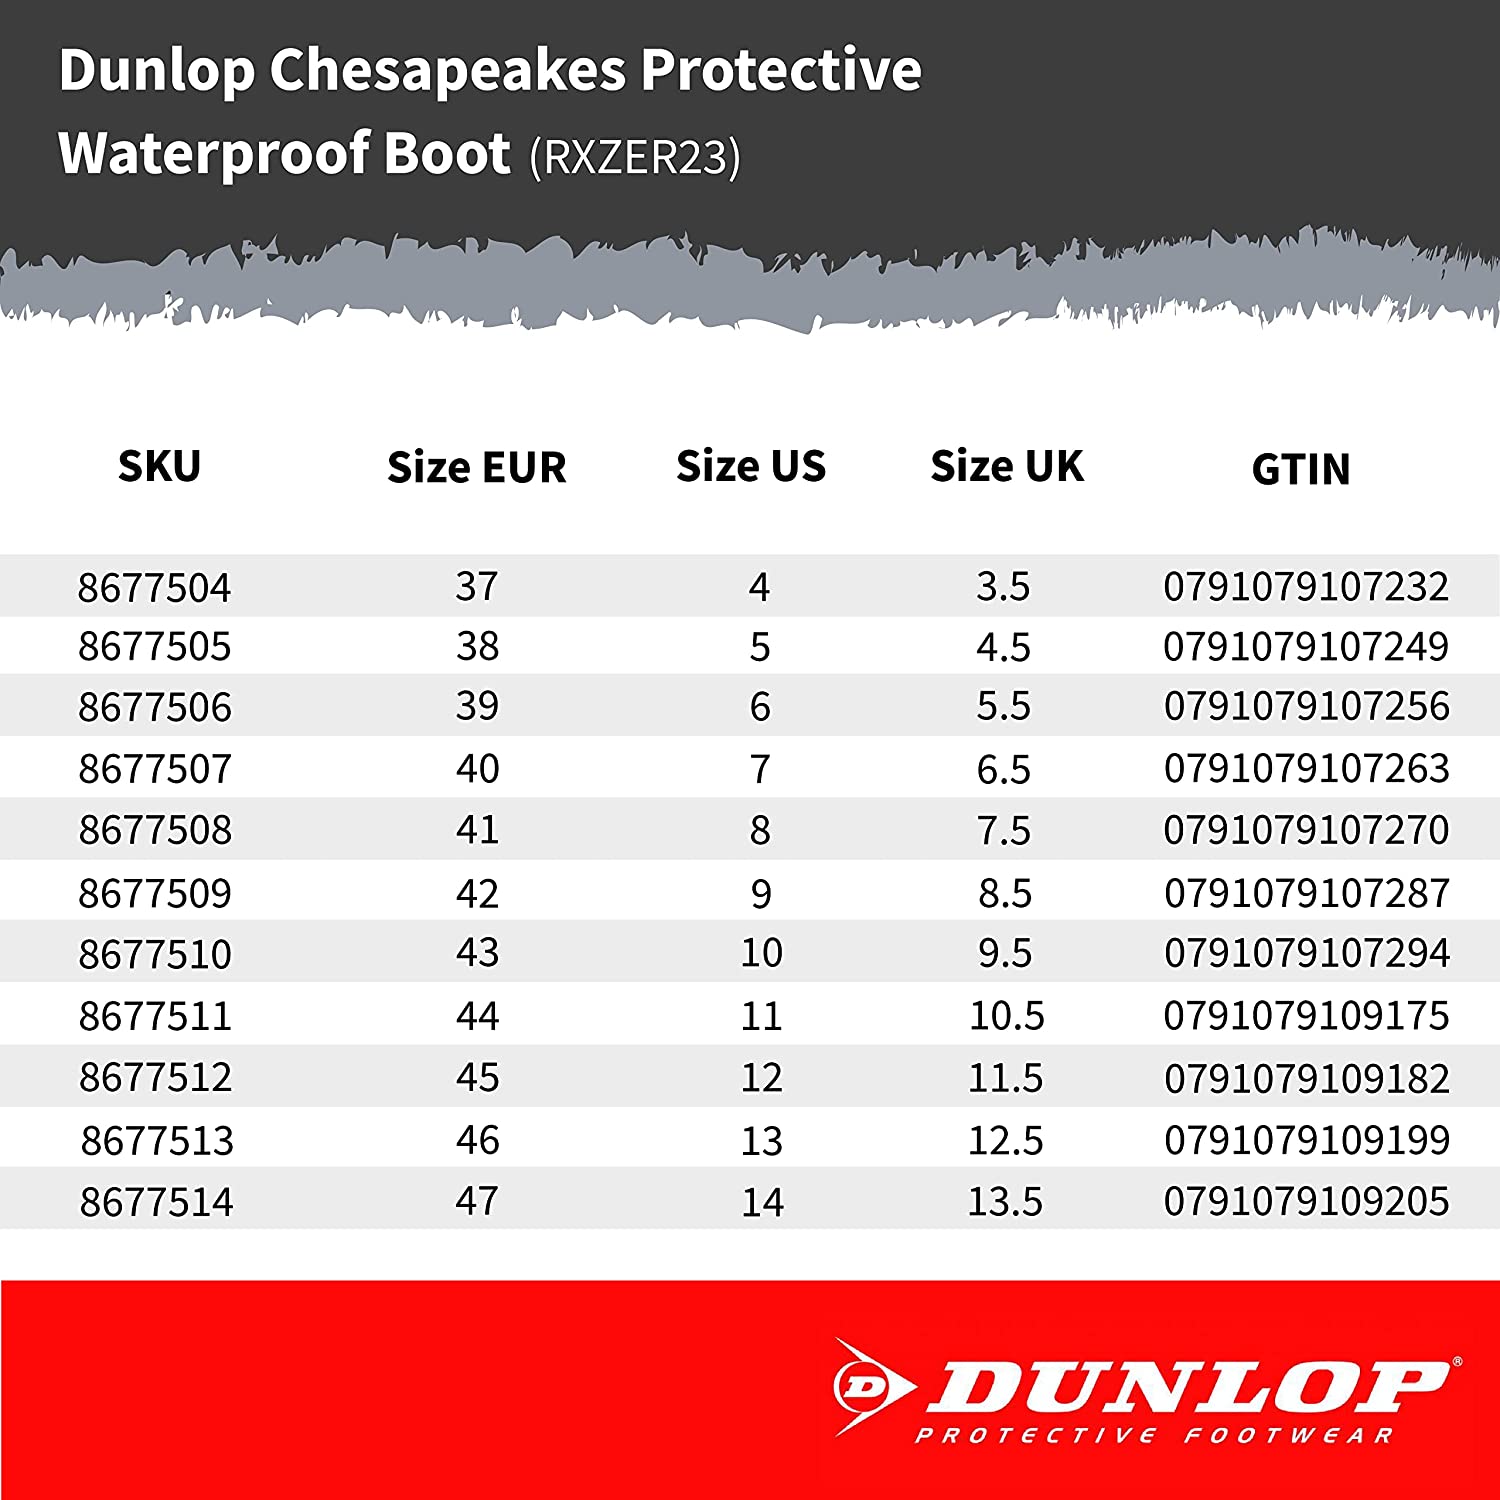 Dunlop Chesapeakes Protective
Waterproof Boot (RXZER23)
SKU Size EUR Size US Size UK GTIN
8677504 37 4 3.5 0791079107232
8677505 38 5 4.5 0791079107249
8677506 39 6 5.5 0791079107256
8677507 40 7 6.5 0791079107263
8677508 41 8 7.5 0791079107270
8677509 42 9 8.5 0791079107287
8677510 43 10 9.5 0791079107294
8677511 44 11 10.5 0791079109175
8677512 45 12 11.5 0791079109182
8677513 46 13 12.5 0791079109199
8677514 47 14 13.5 0791079109205
D DUNLOP®
PROTECTIVE FOOTWEAR